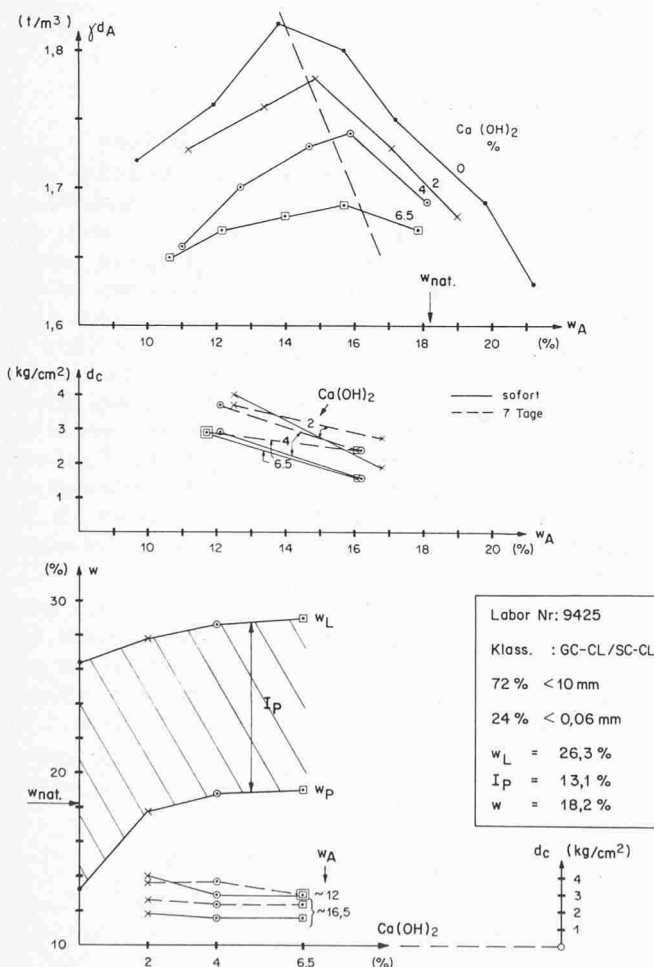 (t/m³) γdA
1,8
1,7
1,6
Ca (OH)₂
%
0
2
4
6.5
wnat.
10 12 14 16 18 20 wA
(%)
(kg/cm²) dc
4
3
2
1
Ca(OH)₂
2
4
6.5
sofort
7 Tage
10 12 14 16 18 20 wA
(%)
(%) w
30
20
10
wL
IP
wP
wnat.
wA
~12
~16,5
Ca(OH)₂
2 4 6.5 (%)
Labor Nr: 9425
Klass. : GC-CL/SC-CL
72 % < 10 mm
24 % < 0,06 mm
wL = 26,3 %
IP = 13,1 %
w = 18,2 %
dc (kg/cm²)
4
3
2
1